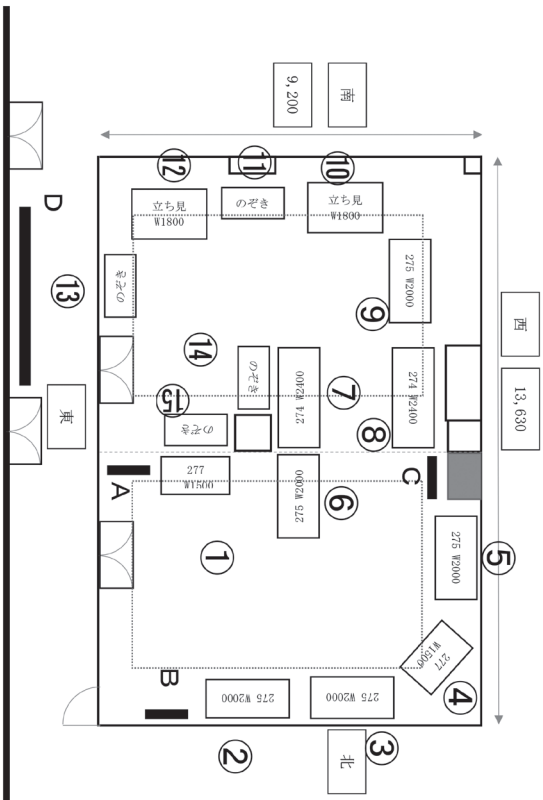 南
9,200
⑫
⑪
⑩
立ち見
W1800
のぞき
立ち見
W1800
D
⑬
のぞき
275 W2000
⑨
西
13,630
⑭
のぞき
274 W2400
⑦
274 W2400
東
⑮
のぞき
⑧
A
277
W1500
275 W2000
⑥
C
①
275 W2000
⑤
277
W1500
④
B
275 W2000
275 W2000
②
③
北